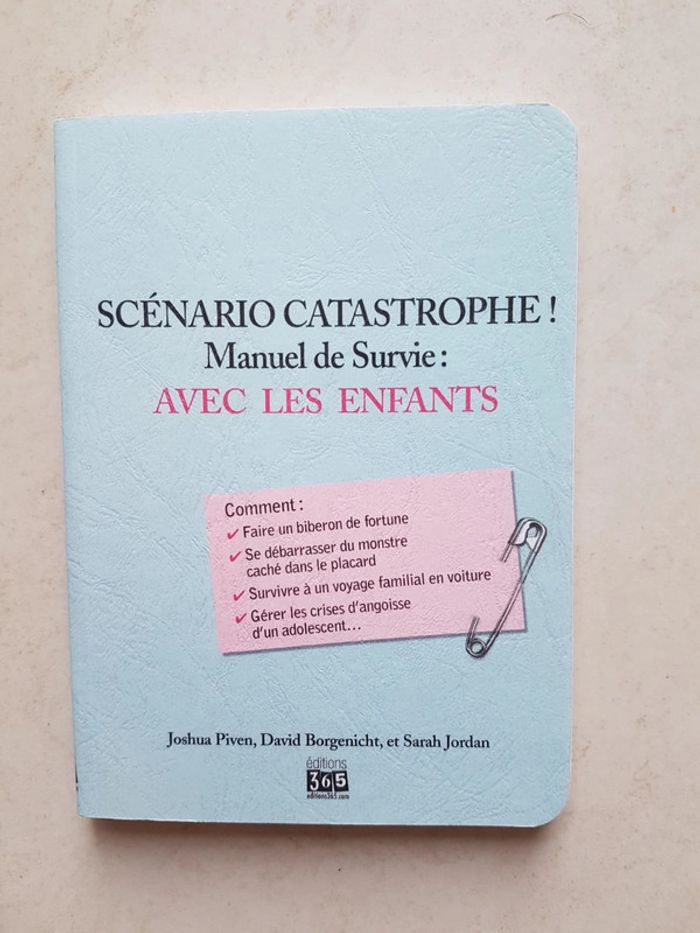 SCÉNARIO CATASTROPHE !
Manuel de Survie :
AVEC LES ENFANTS
Comment :
✔ Faire un biberon de fortune
✔ Se débarrasser du monstre
caché dans le placard
✔ Survivre à un voyage familial en voiture
✔ Gérer les crises d'angoisse
d'un adolescent...
Joshua Piven, David Borgenicht, et Sarah Jordan
éditions
365
editions365.com